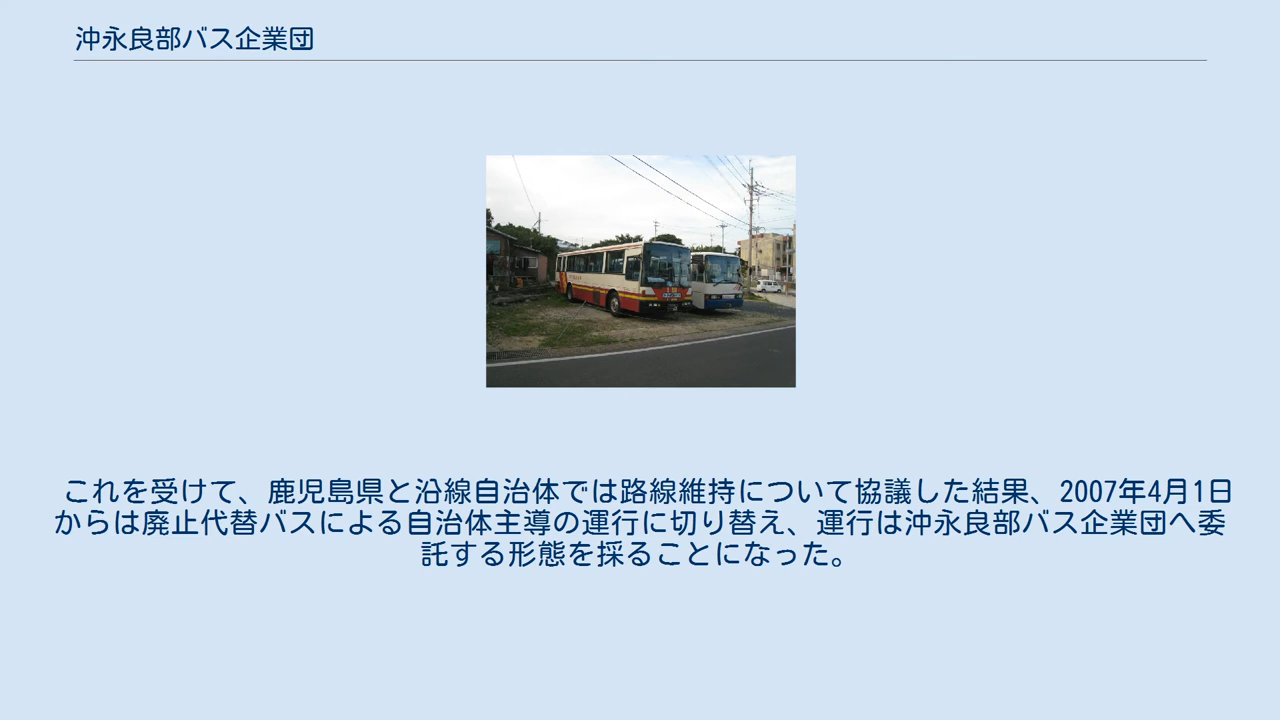 沖永良部バス企業団
これを受けて、鹿児島県と沿線自治体では路線維持について協議した結果、2007年4月1日
からは廃止代替バスによる自治体主導の運行に切り替え、運行は沖永良部バス企業団へ委
託する形態を採ることになった。